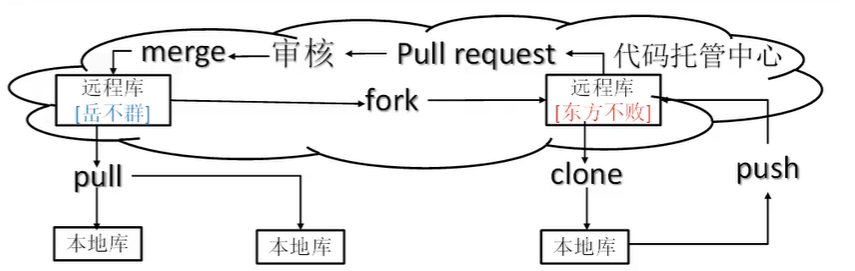 merge 审核 Pull request 代码托管中心
远程库
[岳不群]
fork
远程库
[东方不败]
pull
clone
push
本地库
本地库
本地库